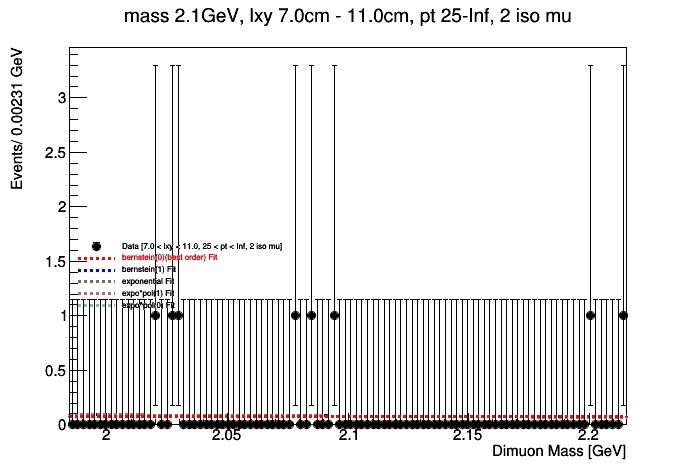 mass 2.1GeV, lxy 7.0cm - 11.0cm, pt 25-Inf, 2 iso mu
Events/ 0.00231 GeV
3
2.5
2
1.5
1
0.5
0
Data [7.0 < lxy < 11.0, 25 < pt < Inf, 2 iso mu]
bernstein(0)(best order) Fit
bernstein(1) Fit
exponential Fit
expo*pol(1) Fit
expo*pol(0) Fit
2
2.05
2.1
2.15
2.2
Dimuon Mass [GeV]